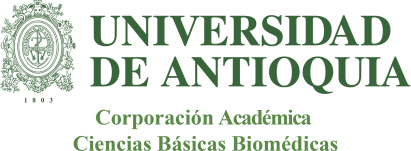 UNIVERSIDAD
DE ANTIOQUIA
1803
Corporación Académica
Ciencias Básicas Biomédicas